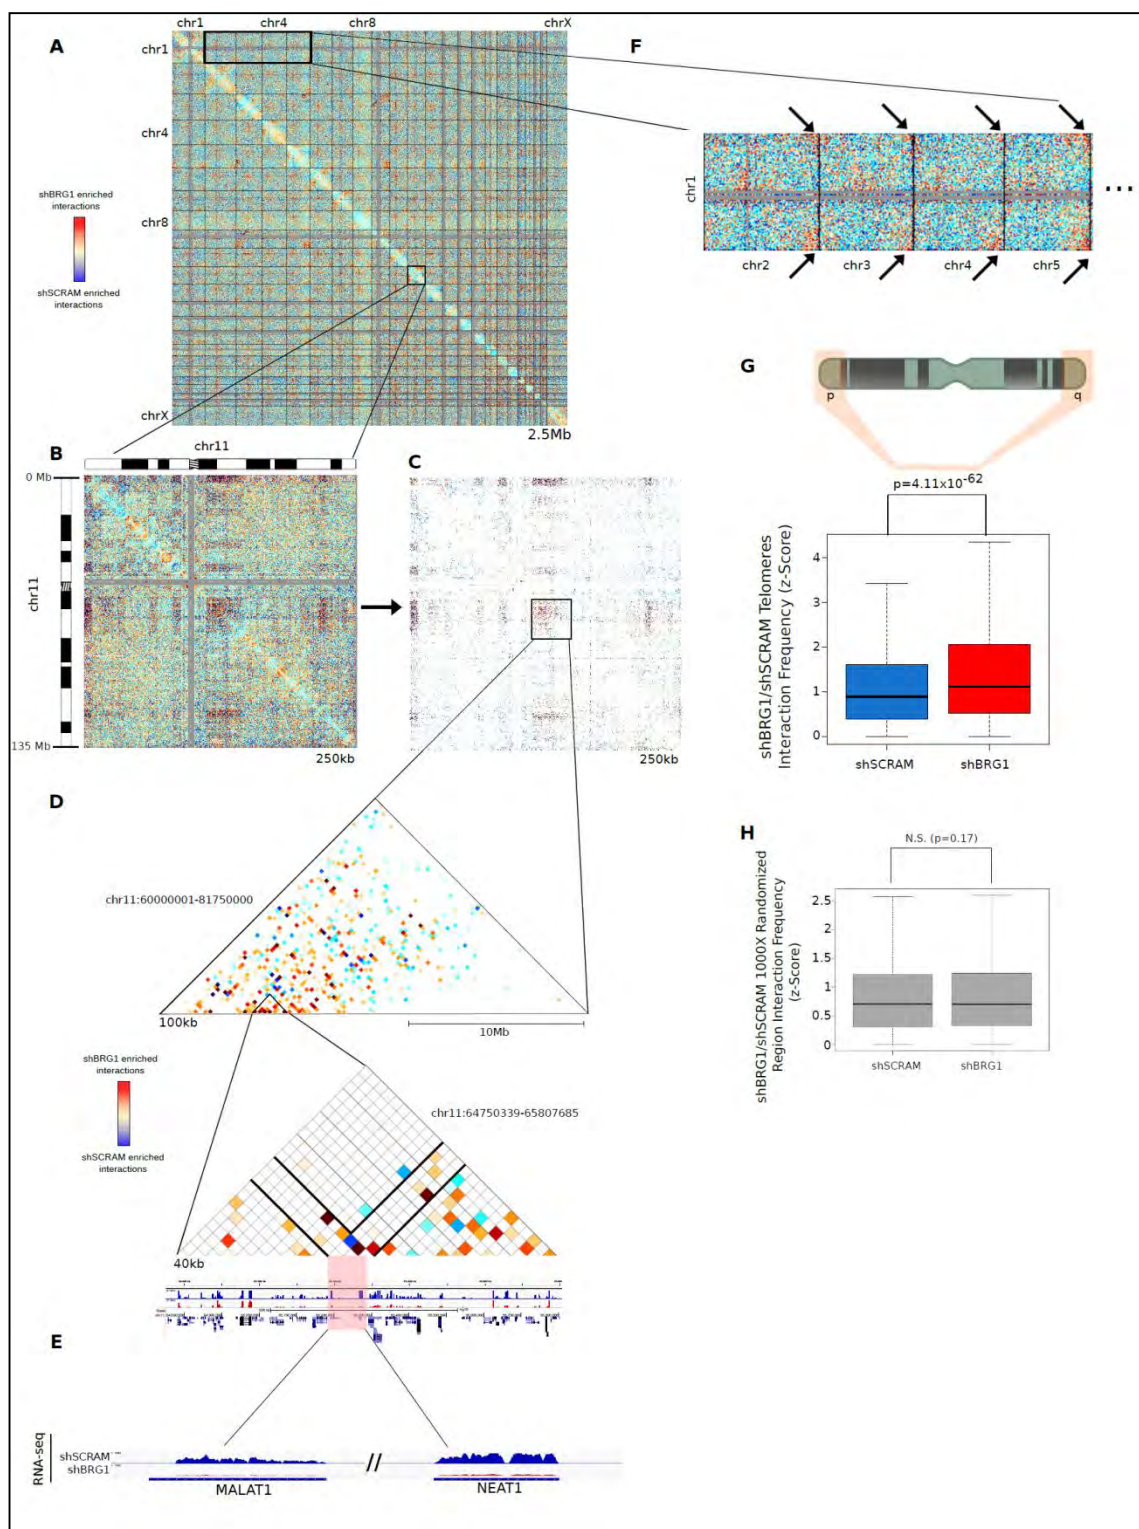 chr1
chr4
chr8
chrX
A
chr1
chr4
chr8
chrX
2.5Mb
shBRG1 enriched
interactions
shSCRAM enriched
interactions
F
chr1
chr2
chr3
chr4
chr5
...
B
chr11
0 Mb
chr11
135 Mb
250kb
C
250kb
G
p
q
p=4.11x10-62
shBRG1/shSCRAM Telomeres
Interaction Frequency (z-Score)
4
3
2
1
0
shSCRAM
shBRG1
D
chr11:60000001-81750000
100kb
10Mb
shBRG1 enriched
interactions
shSCRAM enriched
interactions
chr11:64750339-65807685
40kb
H
N.S. (p=0.17)
shBRG1/shSCRAM 1000X Randomized
Region Interaction Frequency
(z-Score)
2.5
2
1.5
1
0.5
0
shSCRAM
shBRG1
E
RNA-seq
shSCRAM
shBRG1
//
MALAT1
NEAT1